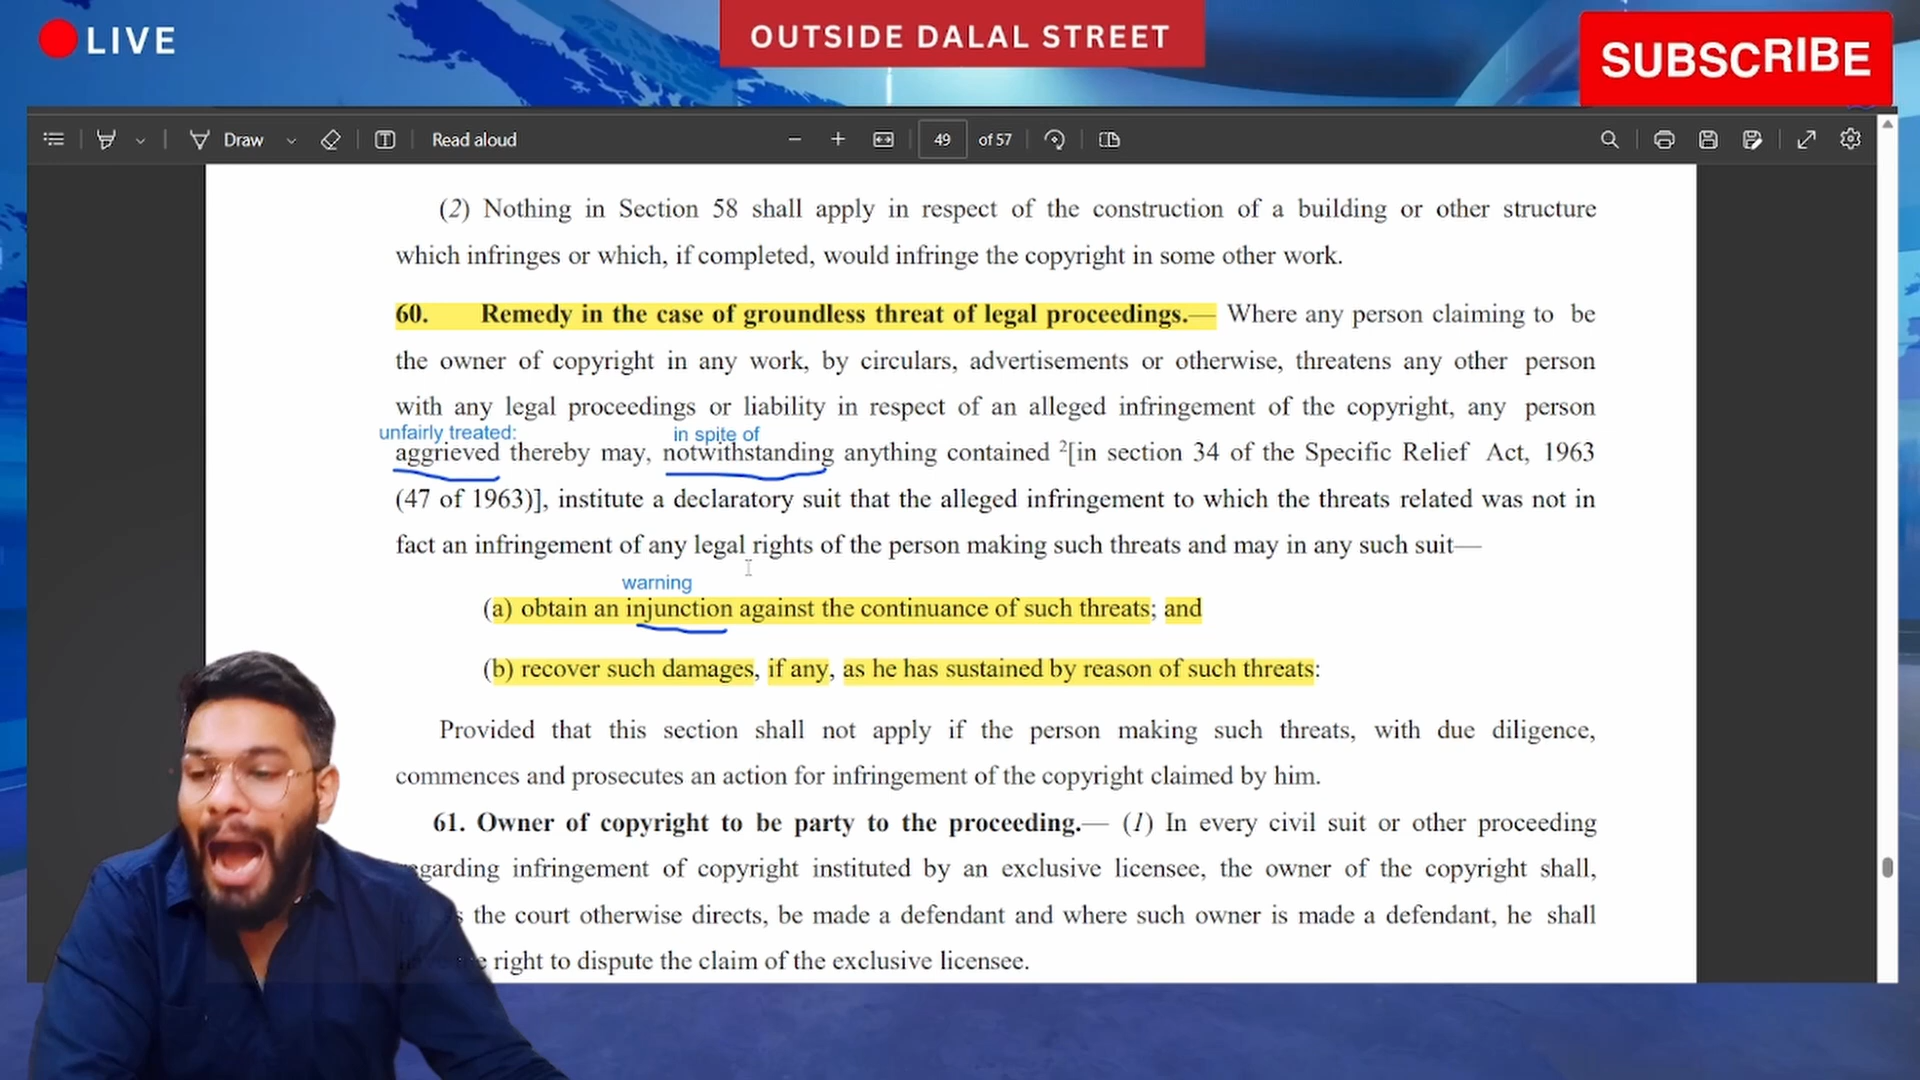 LIVE
OUTSIDE DALAL STREET
SUBSCRIBE
Draw
Read aloud
49 of 57
(2) Nothing in Section 58 shall apply in respect of the construction of a building or other structure
which infringes or which, if completed, would infringe the copyright in some other work.
60. Remedy in the case of groundless threat of legal proceedings.— Where any person claiming to be
the owner of copyright in any work, by circulars, advertisements or otherwise, threatens any other person
with any legal proceedings or liability in respect of an alleged infringement of the copyright, any person
unfairly treated: in spite of
aggrieved thereby may, notwithstanding anything contained 2[in section 34 of the Specific Relief Act, 1963
(47 of 1963)], institute a declaratory suit that the alleged infringement to which the threats related was not in
fact an infringement of any legal rights of the person making such threats and may in any such suit—
warning
(a) obtain an injunction against the continuance of such threats; and
(b) recover such damages, if any, as he has sustained by reason of such threats:
Provided that this section shall not apply if the person making such threats, with due diligence,
commences and prosecutes an action for infringement of the copyright claimed by him.
61. Owner of copyright to be party to the proceeding.— (1) In every civil suit or other proceeding
garding infringement of copyright instituted by an exclusive licensee, the owner of the copyright shall,
the court otherwise directs, be made a defendant and where such owner is made a defendant, he shall
right to dispute the claim of the exclusive licensee.